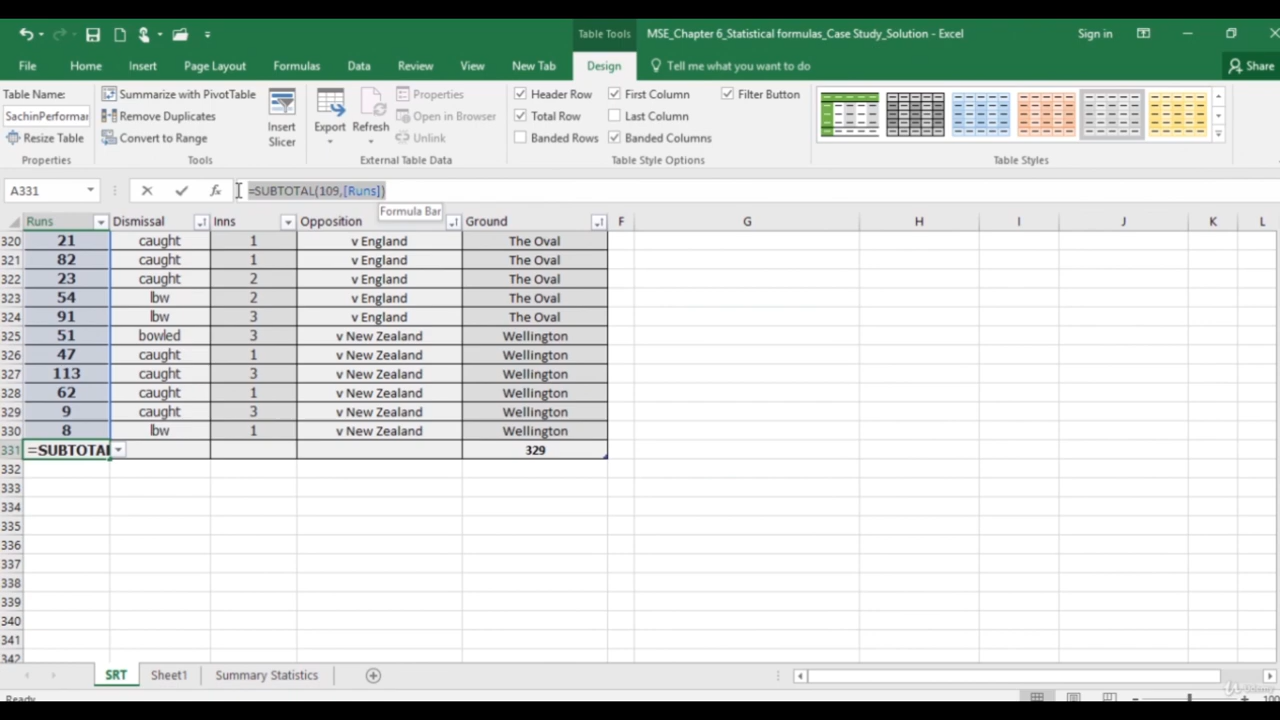 Table Tools
MSE_Chapter 6_Statistical formulas_Case Study_Solution - Excel
Sign in
File Home Insert Page Layout Formulas Data Review View New Tab Design Tell me what you want to do Share
Table Name:
SachinPerformar
Resize Table
Properties
Summarize with PivotTable
Remove Duplicates
Convert to Range
Tools
Insert
Slicer
Export
Refresh
Properties
Open in Browser
Unlink
External Table Data
Header Row First Column Filter Button
Total Row Last Column
Banded Rows Banded Columns
Table Style Options
Table Styles
A331 fx =SUBTOTAL(109,[Runs])
Formula Bar
Runs Dismissal Inns Opposition Ground F G H I J K L
320 21 caught 1 v England The Oval
321 82 caught 1 v England The Oval
322 23 caught 2 v England The Oval
323 54 lbw 2 v England The Oval
324 91 lbw 3 v England The Oval
325 51 bowled 3 v New Zealand Wellington
326 47 caught 1 v New Zealand Wellington
327 113 caught 3 v New Zealand Wellington
328 62 caught 1 v New Zealand Wellington
329 9 caught 3 v New Zealand Wellington
330 8 lbw 1 v New Zealand Wellington
331 =SUBTOTAL 329
332
333
334
335
336
337
338
339
340
341
342
SRT Sheet1 Summary Statistics
Ready
Udemy
100